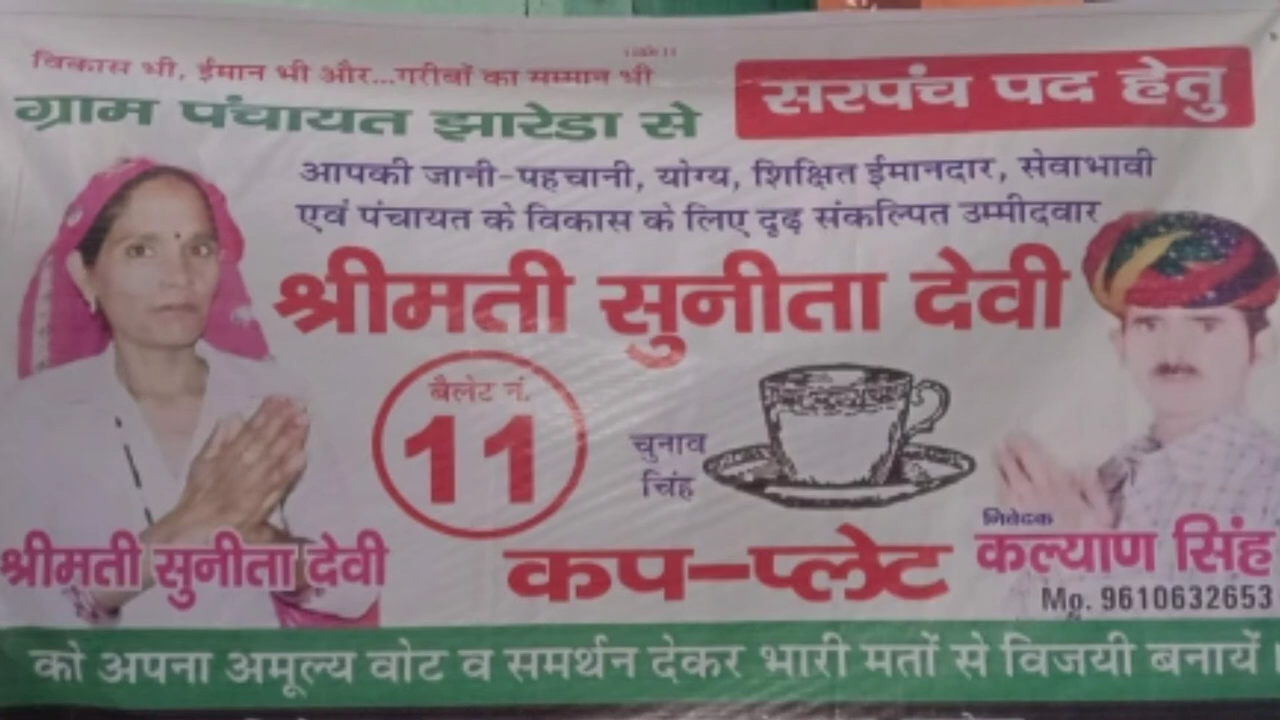 विकास भी, ईमान भी और...गरीबों का सम्मान भी
ग्राम पंचायत झारेडा से
सरपंच पद हेतु
आपकी जानी-पहचानी, योग्य, शिक्षित ईमानदार, सेवाभावी
एवं पंचायत के विकास के लिए दृढ़ संकल्पित उम्मीदवार
श्रीमती सुनीता देवी
बैलेट नं.
11
चुनाव
चिंह
कप-प्लेट
श्रीमती सुनीता देवी
निवेदक
कल्याण सिंह
Mo. 9610632653
को अपना अमूल्य वोट व समर्थन देकर भारी मतों से विजयी बनायें।